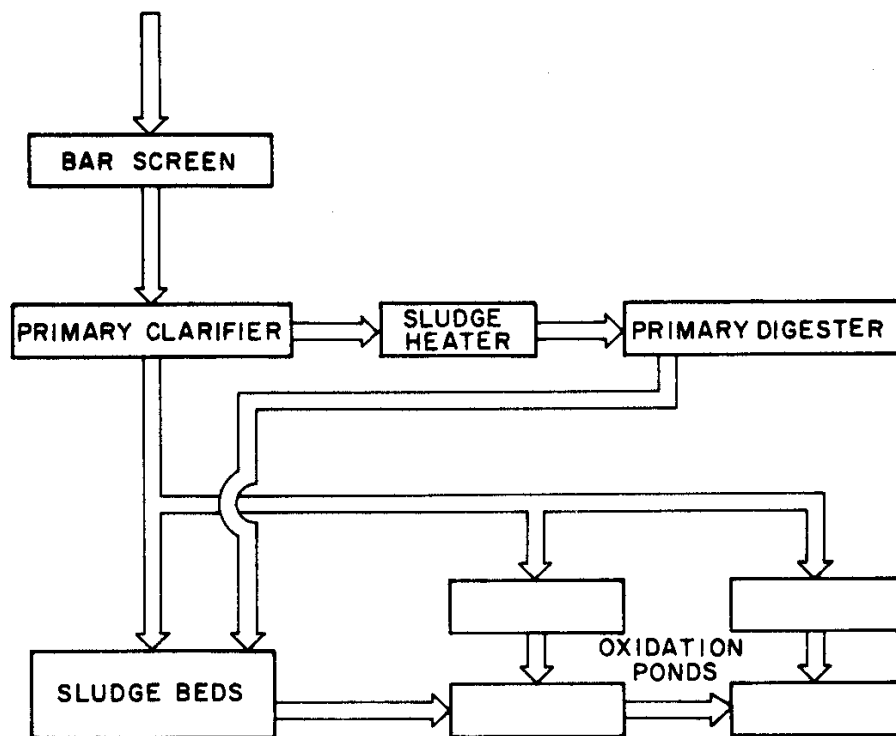 BAR SCREEN
PRIMARY CLARIFIER
SLUDGE
HEATER
PRIMARY DIGESTER
OXIDATION
PONDS
SLUDGE BEDS